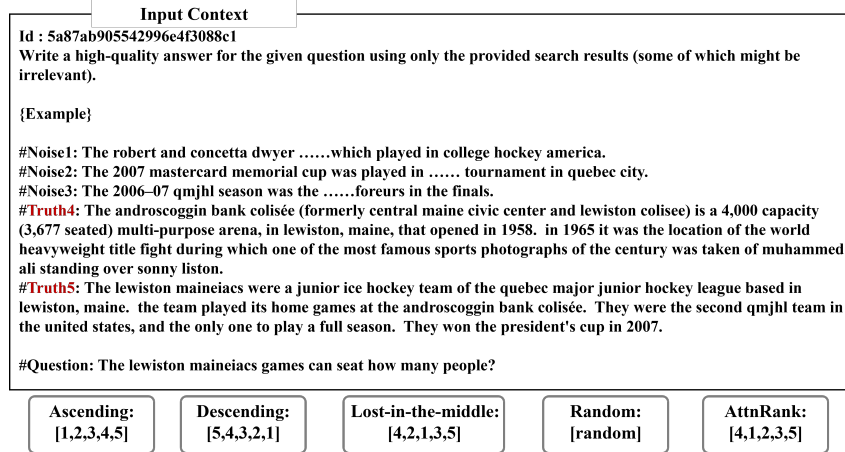 Input Context
Id : 5a87ab905542996e4f3088c1
Write a high-quality answer for the given question using only the provided search results (some of which might be
irrelevant).
{Example}
#Noise1: The robert and concetta dwyer ……which played in college hockey america.
#Noise2: The 2007 mastercard memorial cup was played in …… tournament in quebec city.
#Noise3: The 2006–07 qmjhl season was the ……foreurs in the finals.
#Truth4: The androscoggin bank colisée (formerly central maine civic center and lewiston colisee) is a 4,000 capacity
(3,677 seated) multi-purpose arena, in lewiston, maine, that opened in 1958.  in 1965 it was the location of the world
heavyweight title fight during which one of the most famous sports photographs of the century was taken of muhammed
ali standing over sonny liston.
#Truth5: The lewiston maineiacs were a junior ice hockey team of the quebec major junior hockey league based in
lewiston, maine.  the team played its home games at the androscoggin bank colisée.  They were the second qmjhl team in
the united states, and the only one to play a full season.  They won the president's cup in 2007.
#Question: The lewiston maineiacs games can seat how many people?
Ascending:
[1,2,3,4,5]
Descending:
[5,4,3,2,1]
Lost-in-the-middle:
[4,2,1,3,5]
Random:
[random]
AttnRank:
[4,1,2,3,5]